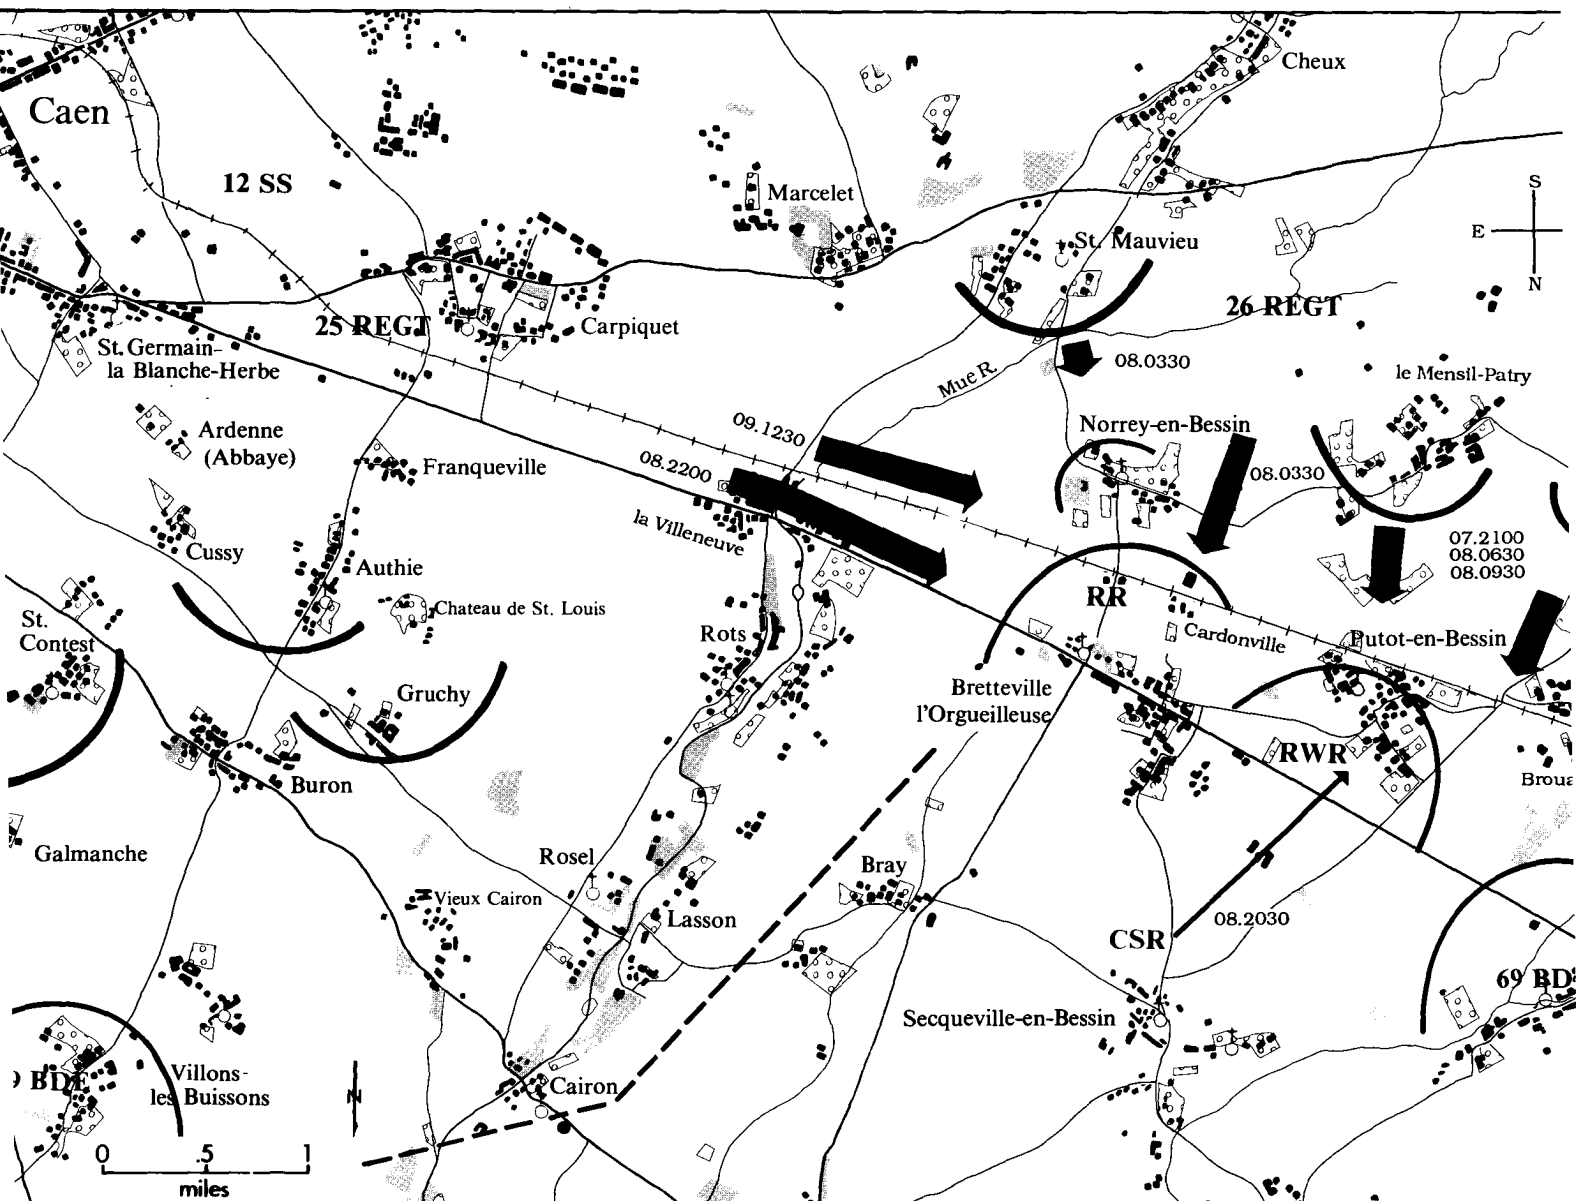 Cheux
Caen
12 SS
Marcelet
S
E
N
St. Mauvieu
26 REGT
25 REGT
Carpiquet
St. Germain-
la Blanche-Herbe
08.0330
Mue R.
le Mensil-Patry
09.1230
Norrey-en-Bessin
Ardenne
(Abbaye)
Franqueville
08.2200
08.0330
la Villeneuve
07.2100
08.0630
08.0930
Cussy
Authie
RR
Chateau de St. Louis
St.
Contest
Rots
Cardonville
Putot-en-Bessin
Gruchy
Bretteville
l'Orgueilleuse
RWR
Buron
Broua
Galmanche
Rosel
Bray
Vieux Cairon
Lasson
08.2030
CSR
69 BD
Secqueville-en-Bessin
9 BDE
Villons-
les Buissons
N
Cairon
0 .5 1
miles